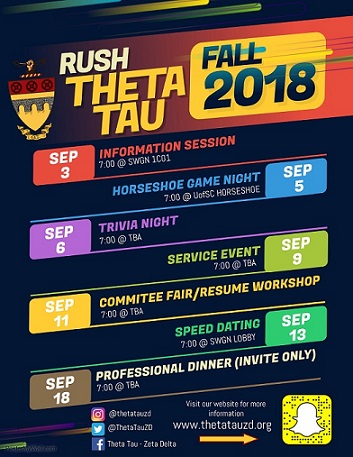 RUSH
THETA
TAU
FALL
2018
SEP
3
INFORMATION SESSION
7:00 @ SWGN 1C01
HORSESHOE GAME NIGHT
7:00 @ UofSC HORSESHOE
SEP
5
SEP
6
TRIVIA NIGHT
7:00 @ TBA
SERVICE EVENT
7:00 @ TBA
SEP
9
SEP
11
COMMITEE FAIR/RESUME WORKSHOP
7:00 @ TBA
SPEED DATING
7:00 @ SWGN LOBBY
SEP
13
SEP
18
PROFESSIONAL DINNER (INVITE ONLY)
7:00 @ TBA
@thetatauzd
@ThetaTauZD
Theta Tau - Zeta Delta
Visit our website for more
information
www.thetatauzd.org